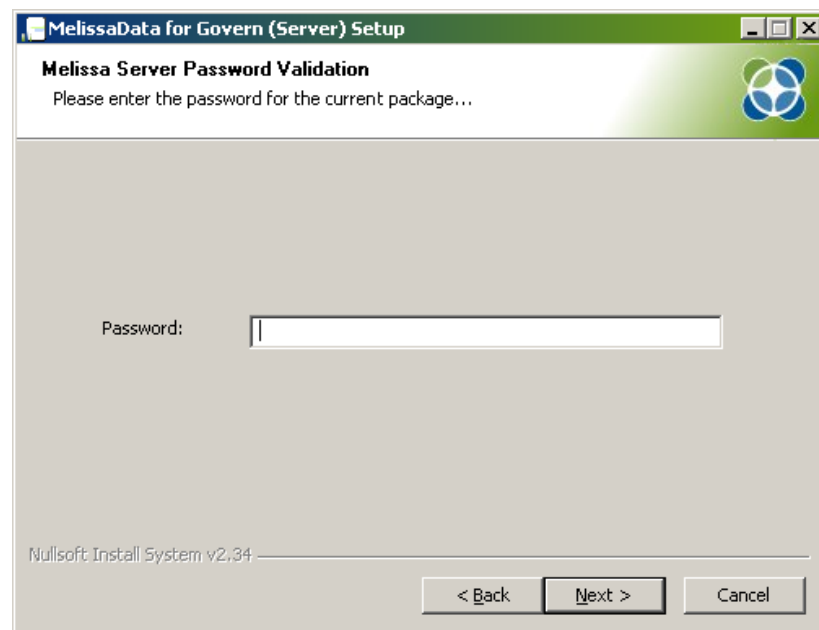 MelissaData for Govern (Server) Setup
Melissa Server Password Validation
Please enter the password for the current package...
Password:
Nullsoft Install System v2.34
< Back Next > Cancel